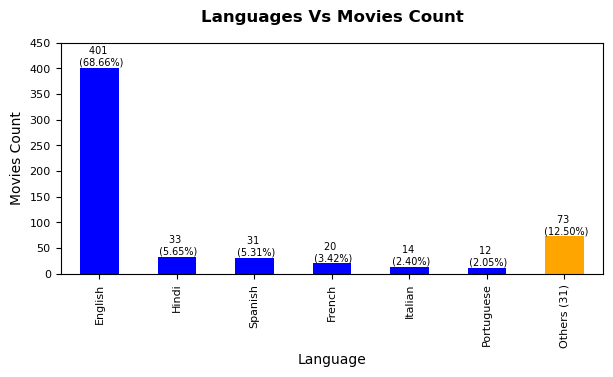 Languages Vs Movies Count
Movies Count
450
400
350
300
250
200
150
100
50
0
401
(68.66%)
33
(5.65%)
31
(5.31%)
20
(3.42%)
14
(2.40%)
12
(2.05%)
73
(12.50%)
English
Hindi
Spanish
French
Italian
Portuguese
Others (31)
Language